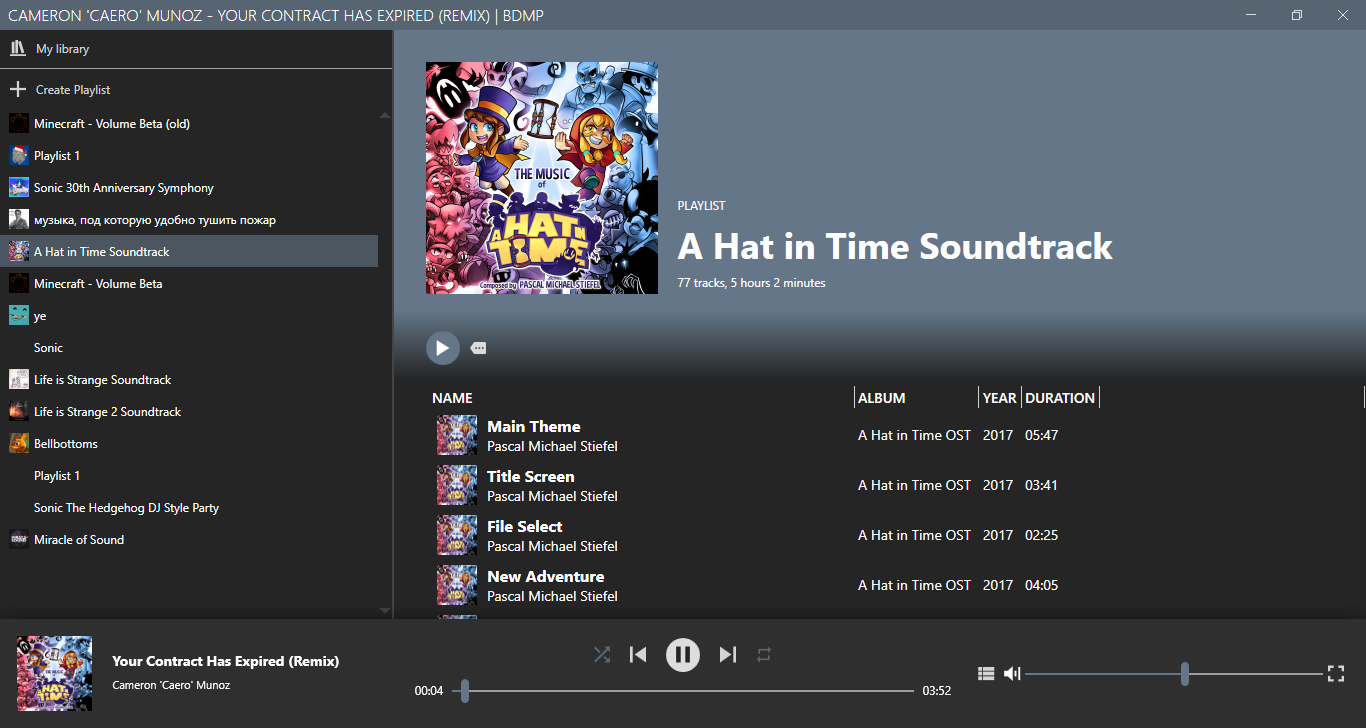 CAMERON 'CAERO' MUNOZ - YOUR CONTRACT HAS EXPIRED (REMIX) | BDMP
My library
Create Playlist
Minecraft - Volume Beta (old)
Playlist 1
Sonic 30th Anniversary Symphony
музыка, под которую удобно тушить пожар
A Hat in Time Soundtrack
Minecraft - Volume Beta
ye
Sonic
Life is Strange Soundtrack
Life is Strange 2 Soundtrack
Bellbottoms
Playlist 1
Sonic The Hedgehog DJ Style Party
Miracle of Sound
THE MUSIC
of
A HAT IN
TIME
Composed by PASCAL MICHAEL STIEFEL
PLAYLIST
A Hat in Time Soundtrack
77 tracks, 5 hours 2 minutes
NAME ALBUM YEAR DURATION
Main Theme
Pascal Michael Stiefel
A Hat in Time OST 2017 05:47
Title Screen
Pascal Michael Stiefel
A Hat in Time OST 2017 03:41
File Select
Pascal Michael Stiefel
A Hat in Time OST 2017 02:25
New Adventure
Pascal Michael Stiefel
A Hat in Time OST 2017 04:05
THE MUSIC
of
A HAT IN
TIME
Your Contract Has Expired (Remix)
Cameron 'Caero' Munoz
00:04
03:52